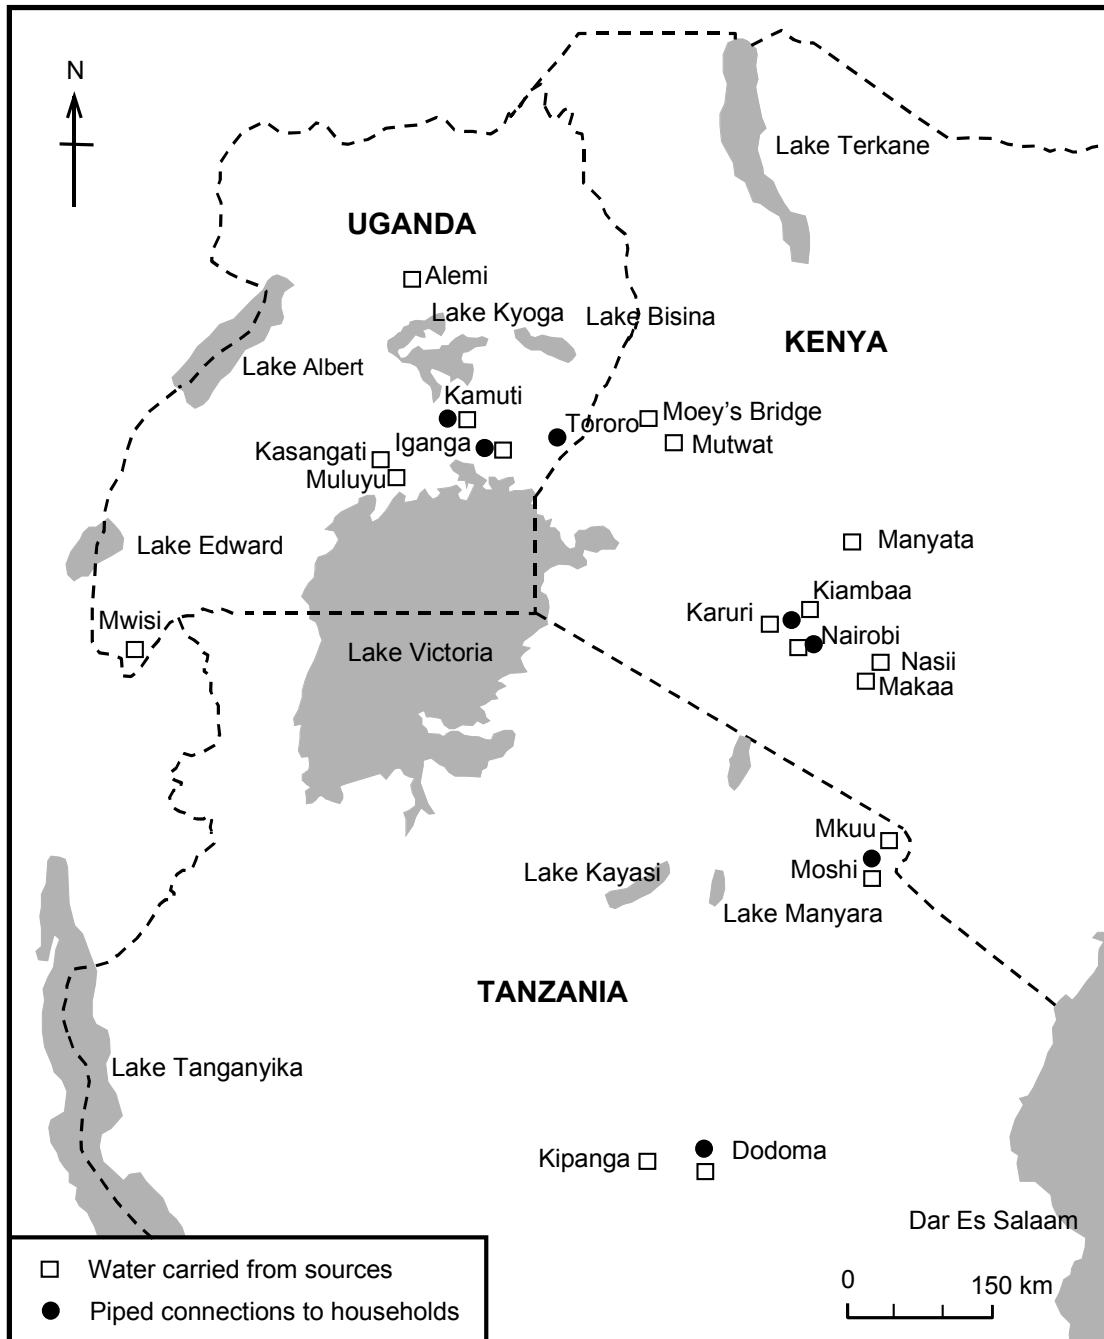 N
Lake Terkane
UGANDA
Alemi
Lake Kyoga
Lake Bisina
KENYA
Lake Albert
Kamuti
Tororo
Moey's Bridge
Iganga
Mutwat
Kasangati
Muluyu
Lake Edward
Manyata
Kiambaa
Karuri
Mwisi
Nairobi
Lake Victoria
Nasii
Makaa
Mkuu
Moshi
Lake Kayasi
Lake Manyara
TANZANIA
Lake Tanganyika
Kipanga
Dodoma
Dar Es Salaam
Water carried from sources
Piped connections to households
0 150 km